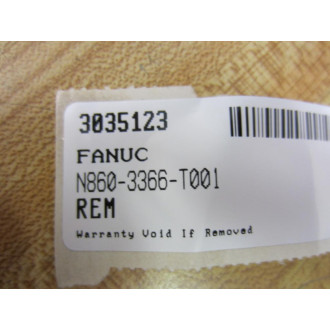 3035123
FANUC
N860-3366-T001
REM
Warranty Void If Removed